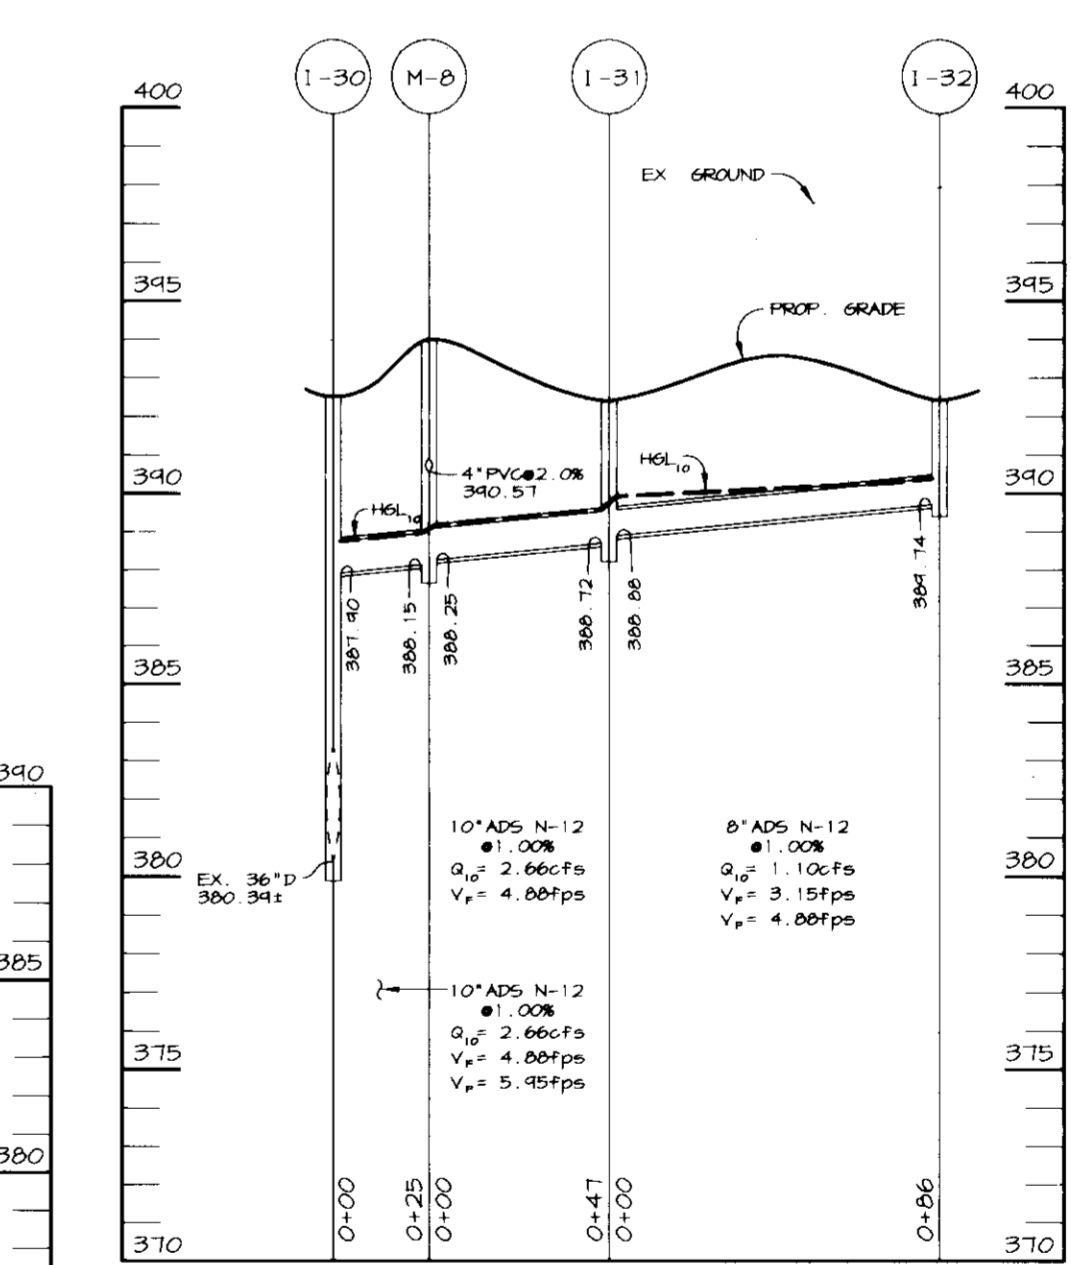 I-30 M-8 I-31 I-32
400 400
EX GROUND
395 395
PROP. GRADE
390 390
4"PVC@2.0%
390.57
HGL10
HGL10
387.90
388.15
388.25
388.72
388.88
389.74
385 385
390
385
380
380 380
EX. 36"D
380.39±
10"ADS N-12
@1.00%
Q10= 2.66cfs
VF= 4.88fps
8"ADS N-12
@1.00%
Q10= 1.10cfs
VF= 3.15fps
VP= 4.88fps
10"ADS N-12
@1.00%
Q10= 2.66cfs
VF= 4.88fps
VP= 5.95fps
375 375
0+00
0+25
0+00
0+47
0+00
0+86
370 370